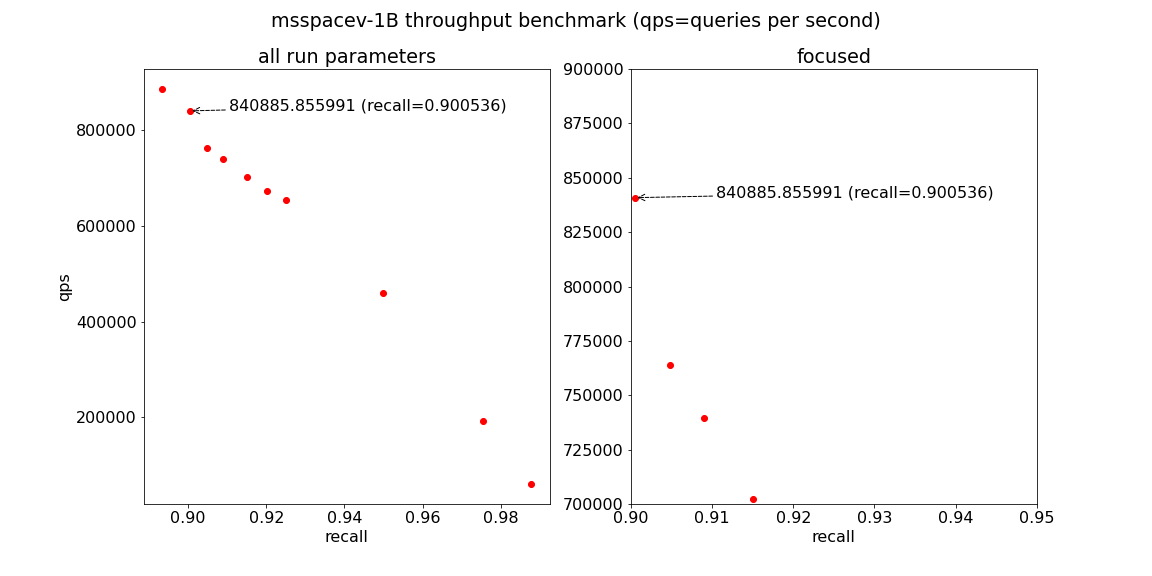 msspacev-1B throughput benchmark (qps=queries per second)
all run parameters
840885.855991 (recall=0.900536)
800000
600000
400000
200000
qps
0.90 0.92 0.94 0.96 0.98
recall
focused
900000
875000
850000
840885.855991 (recall=0.900536)
825000
800000
775000
750000
725000
700000
0.90 0.91 0.92 0.93 0.94 0.95
recall